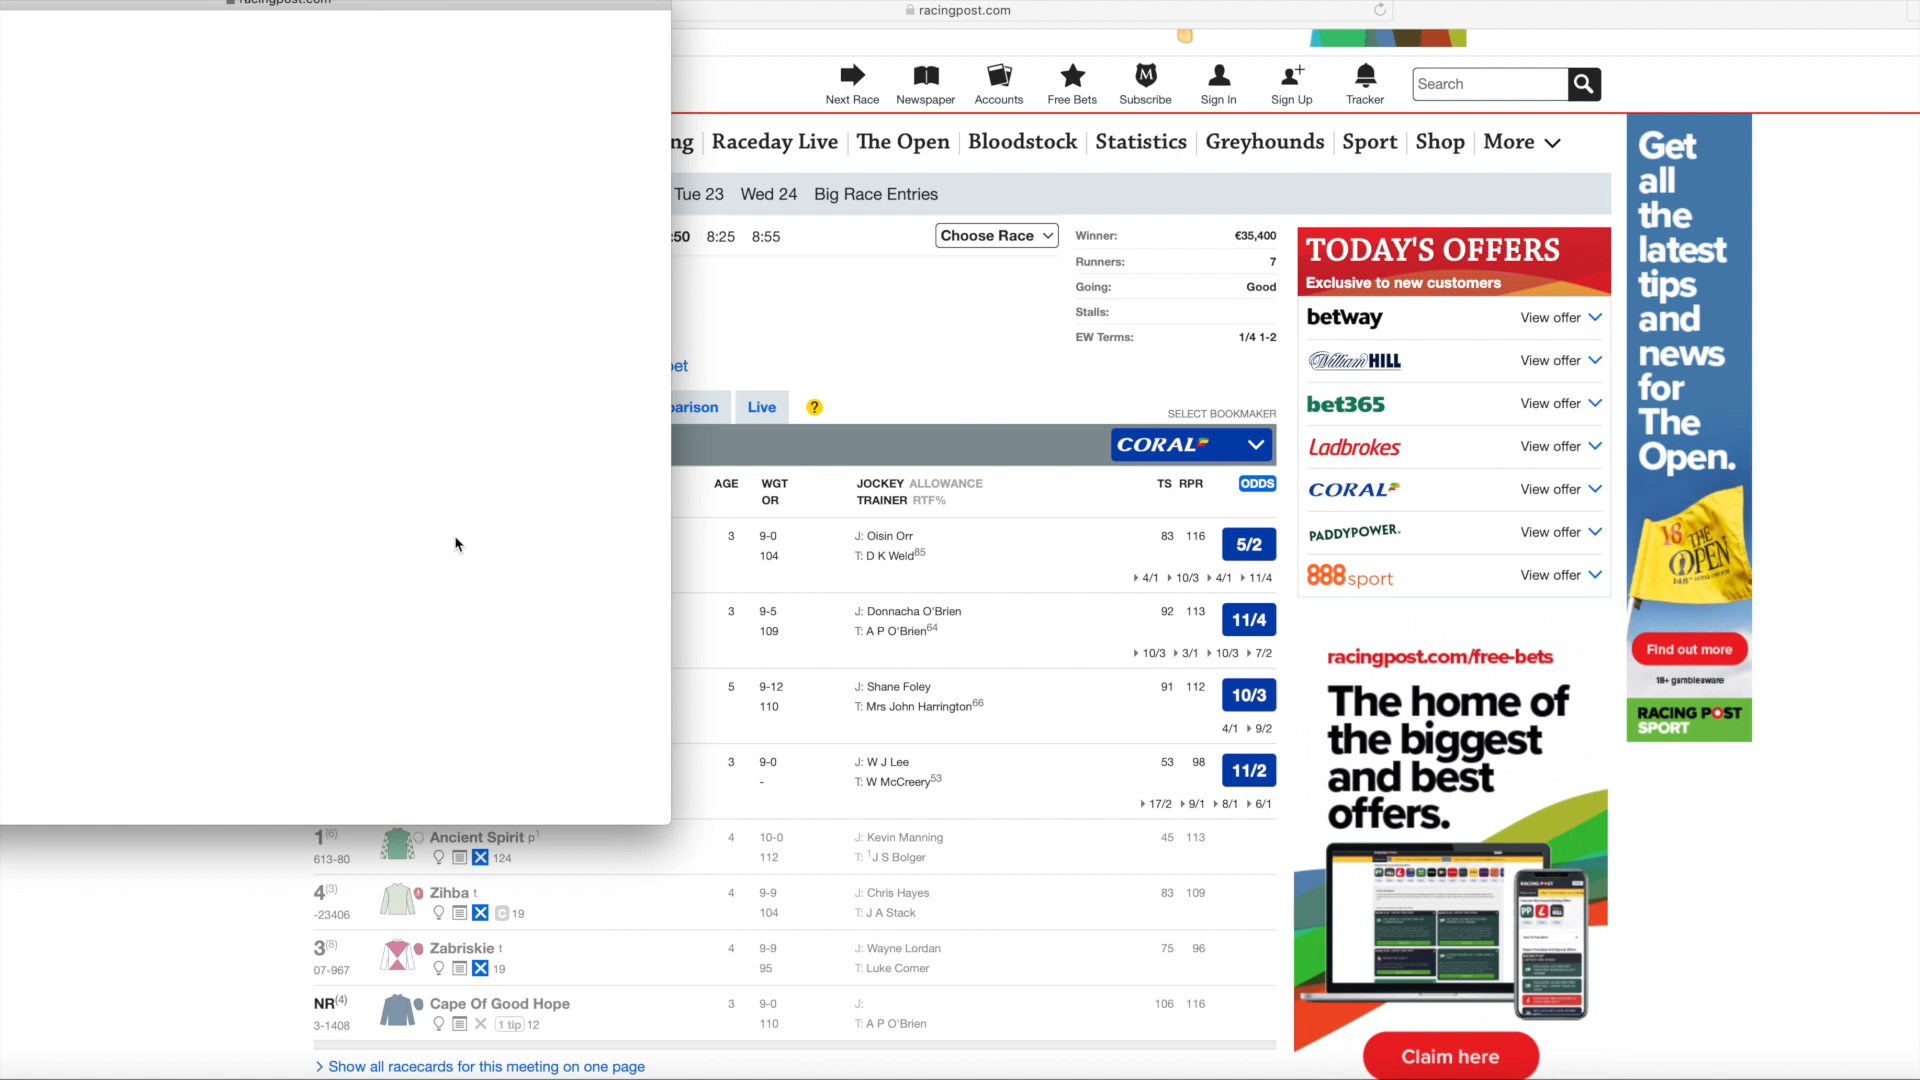 racingpost.com
racingpost.com
Next Race Newspaper Accounts Free Bets Subscribe Sign In Sign Up Tracker Search
ng Raceday Live The Open Bloodstock Statistics Greyhounds Sport Shop More
Tue 23 Wed 24 Big Race Entries
:50 8:25 8:55 Choose Race
Winner: €35,400
Runners: 7
Going: Good
Stalls:
EW Terms: 1/4 1-2
bet
parison Live ?
SELECT BOOKMAKER
CORAL
AGE WGT JOCKEY ALLOWANCE TS RPR ODDS
OR TRAINER RTF%
3 9-0 J: Oisin Orr 83 116 5/2
104 T: D K Weld85
4/1 10/3 4/1 11/4
3 9-5 J: Donnacha O'Brien 92 113 11/4
109 T: A P O'Brien64
10/3 3/1 10/3 7/2
5 9-12 J: Shane Foley 91 112 10/3
110 T: Mrs John Harrington66
4/1 9/2
3 9-0 J: W J Lee 53 98 11/2
- T: W McCreery53
17/2 9/1 8/1 6/1
1(6) Ancient Spirit p1 4 10-0 J: Kevin Manning 45 113
613-80 124 112 T: 1J S Bolger
4(3) Zihba t 4 9-9 J: Chris Hayes 83 109
-23406 C 19 104 T: J A Stack
3(8) Zabriskie t 4 9-9 J: Wayne Lordan 75 96
07-967 19 95 T: Luke Comer
NR(4) Cape Of Good Hope 3 9-0 J: 106 116
3-1408 1 tip 12 110 T: A P O'Brien
Show all racecards for this meeting on one page
TODAY'S OFFERS
Exclusive to new customers
betway View offer
William HILL View offer
bet365 View offer
Ladbrokes View offer
CORAL View offer
PADDYPOWER. View offer
888sport View offer
racingpost.com/free-bets
The home of
the biggest
and best
offers.
RACING POST
PP
PP
Claim here
Get
all
the
latest
tips
and
news
for
The
Open.
18 THE
OPEN
148TH
Find out more
18+ gambleaware
RACING POST
SPORT